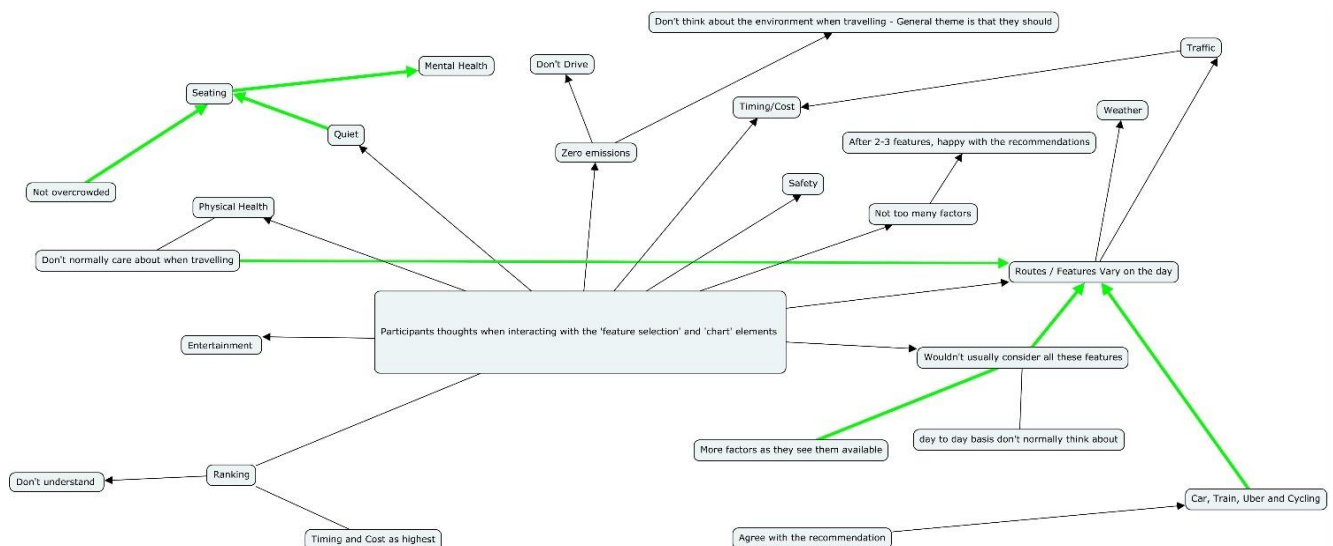 Don't think about the environment when travelling - General theme is that they should
Traffic
Mental Health
Don't Drive
Seating
Timing/Cost
Weather
Quiet
After 2-3 features, happy with the recommendations
Zero emissions
Safety
Not overcrowded
Physical Health
Not too many factors
Don't normally care about when travelling
Routes / Features Vary on the day
Participants thoughts when interacting with the 'feature selection' and 'chart' elements
Entertainment
Wouldn't usually consider all these features
day to day basis don't normally think about
More factors as they see them available
Ranking
Don't understand
Car, Train, Uber and Cycling
Timing and Cost as highest
Agree with the recommendation